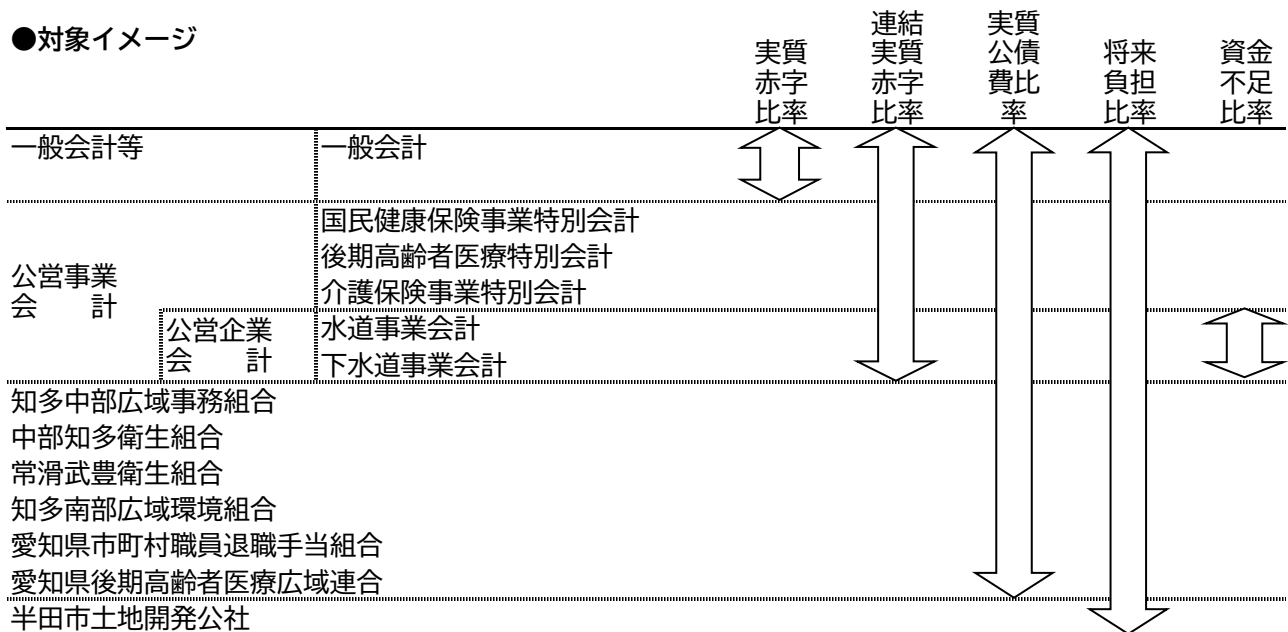 ●対象イメージ
実質
赤字
比率
連結
実質
赤字
比率
実質
公債
費比
率
将来
負担
比率
資金
不足
比率
一般会計等
一般会計
公営事業
会　　計
国民健康保険事業特別会計
後期高齢者医療特別会計
介護保険事業特別会計
公営企業
会　　計
水道事業会計
下水道事業会計
知多中部広域事務組合
中部知多衛生組合
常滑武豊衛生組合
知多南部広域環境組合
愛知県市町村職員退職手当組合
愛知県後期高齢者医療広域連合
半田市土地開発公社